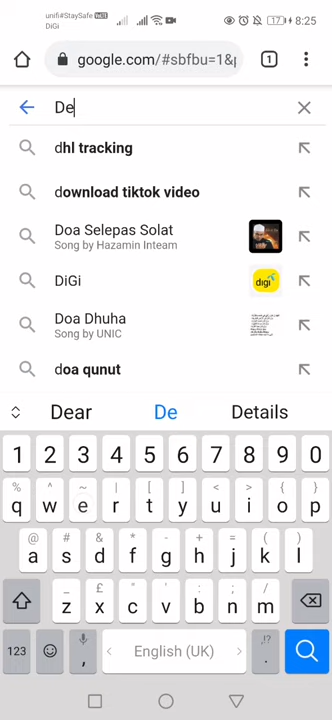 unifi#StaySafe VoLTE
DiGi
17
8:25
google.com/#sbfbu=1&p
1
De
dhl tracking
download tiktok video
Doa Selepas Solat
Song by Hazamin Inteam
DiGi
digi
Doa Dhuha
Song by UNIC
doa qunut
Dear De Details
1 2 3 4 5 6 7 8 9 0
` ^ ~ | [ ] < > { }
q w e r t y u i o p
@ # & * - + = ( )
a s d f g h j k l
_ £ % : ; /
z x c v b n m
123 , English (UK) ,!? .